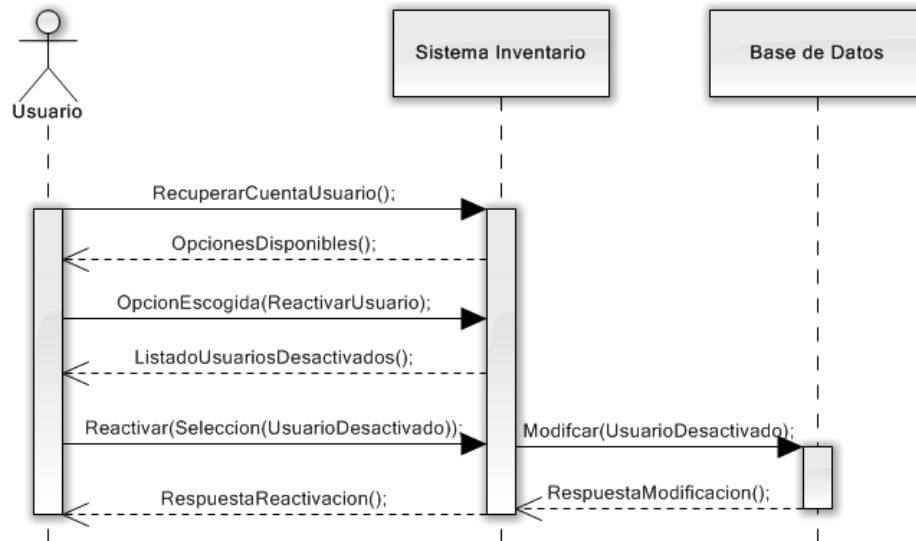 Usuario
Sistema Inventario
Base de Datos
RecuperarCuentaUsuario();
OpcionesDisponibles();
OpcionEscogida(ReactivarUsuario);
ListadoUsuariosDesactivados();
Reactivar(Seleccion(UsuarioDesactivado));
Modifcar(UsuarioDesactivado);
RespuestaModificacion();
RespuestaReactivacion();